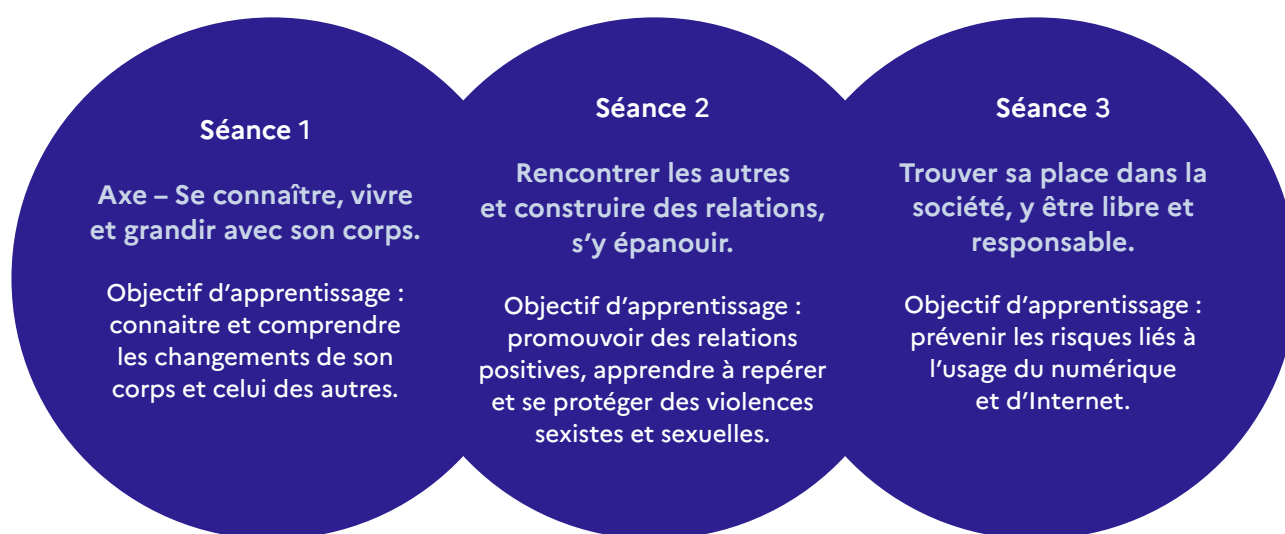 Séance 1
Axe – Se connaître, vivre
et grandir avec son corps.
Objectif d’apprentissage :
connaitre et comprendre
les changements de son
corps et celui des autres.
Séance 2
Rencontrer les autres
et construire des relations,
s’y épanouir.
Objectif d’apprentissage :
promouvoir des relations
positives, apprendre à repérer
et se protéger des violences
sexistes et sexuelles.
Séance 3
Trouver sa place dans la
société, y être libre et
responsable.
Objectif d’apprentissage :
prévenir les risques liés à
l’usage du numérique
et d’Internet.